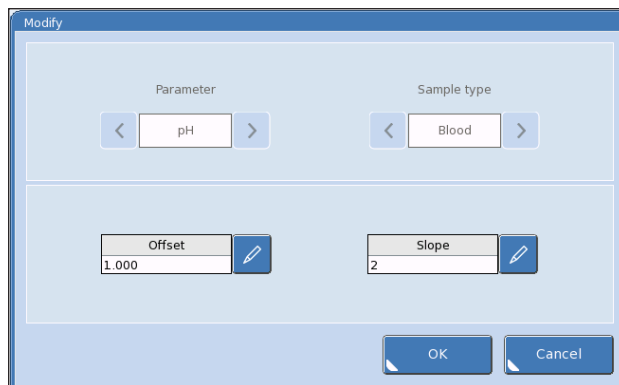 Modify
Parameter
Sample type
pH
Blood
Offset
1.000
Slope
2
OK
Cancel